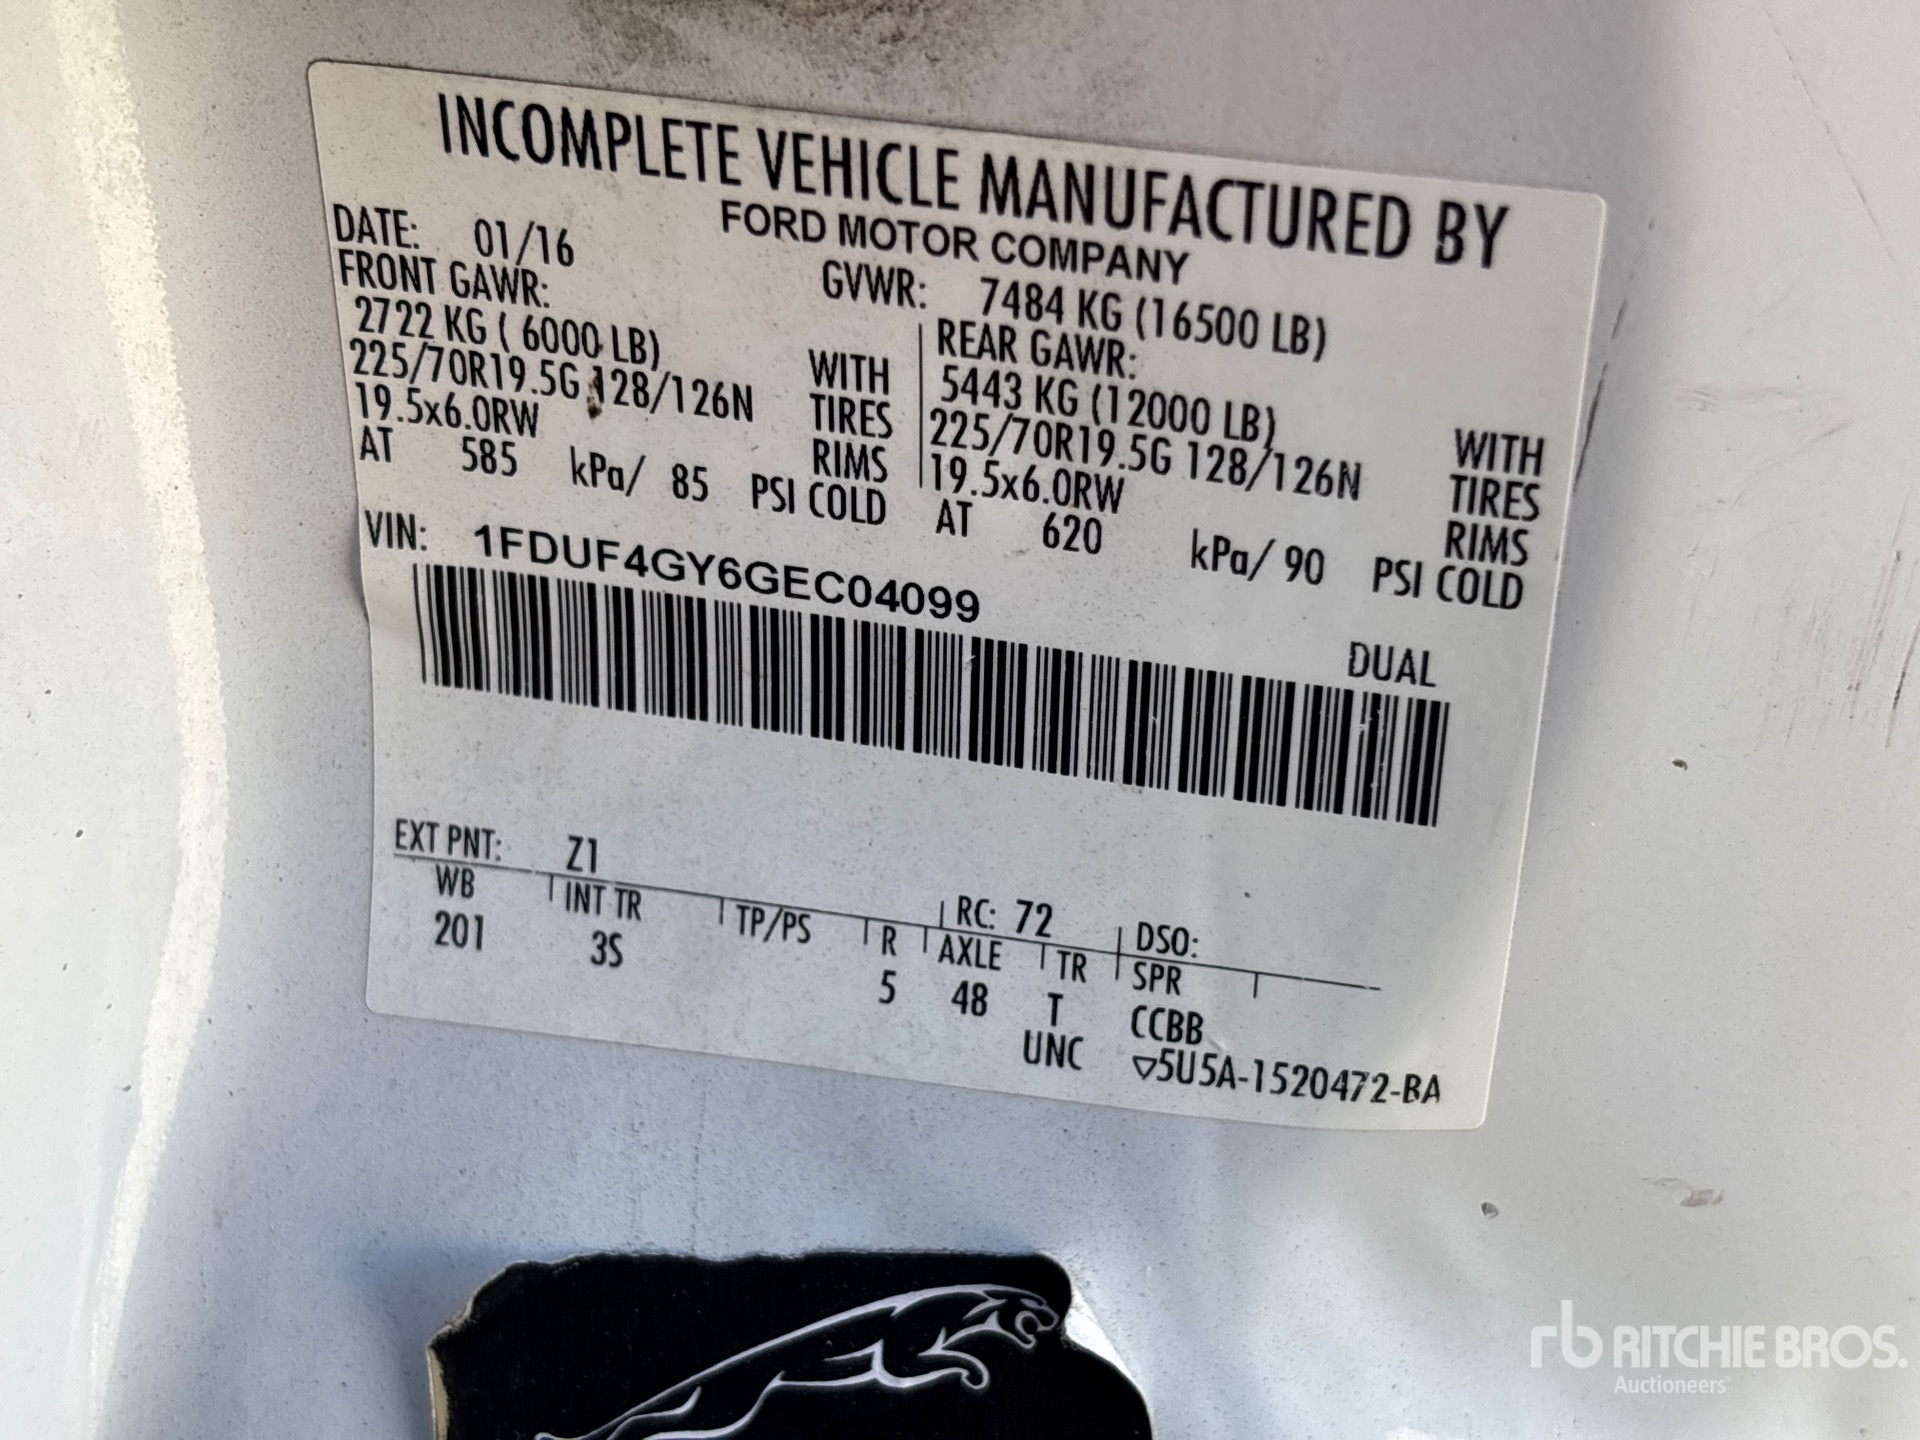 INCOMPLETE VEHICLE MANUFACTURED BY
FORD MOTOR COMPANY
DATE: 01/16
GVWR: 7484 KG (16500 LB)
FRONT GAWR:
2722 KG ( 6000 LB)
225/70R19.5G 128/126N
19.5x6.0RW
AT 585 kPa/ 85 PSI COLD
WITH
TIRES
RIMS
REAR GAWR:
5443 KG (12000 LB)
225/70R19.5G 128/126N
19.5x6.0RW
AT 620 kPa/ 90 PSI COLD
WITH
TIRES
RIMS
VIN: 1FDUF4GY6GEC04099
DUAL
EXT PNT: Z1 RC: 72 DSO:
WB INT TR TP/PS R AXLE TR SPR
201 3S 5 48 T CCBB
UNC ▽5U5A-1520472-BA
rb RITCHIE BROS.
Auctioneers